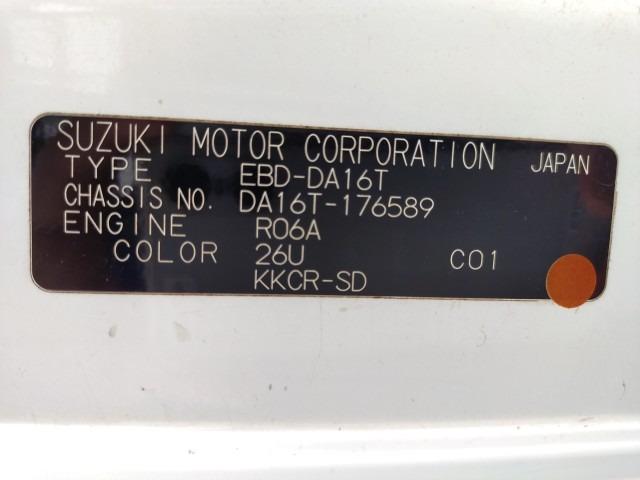 SUZUKI MOTOR CORPORATION JAPAN
TYPE EBD-DA16T
CHASSIS NO. DA16T-176589
ENGINE R06A
COLOR 26U C01
KKCR-SD